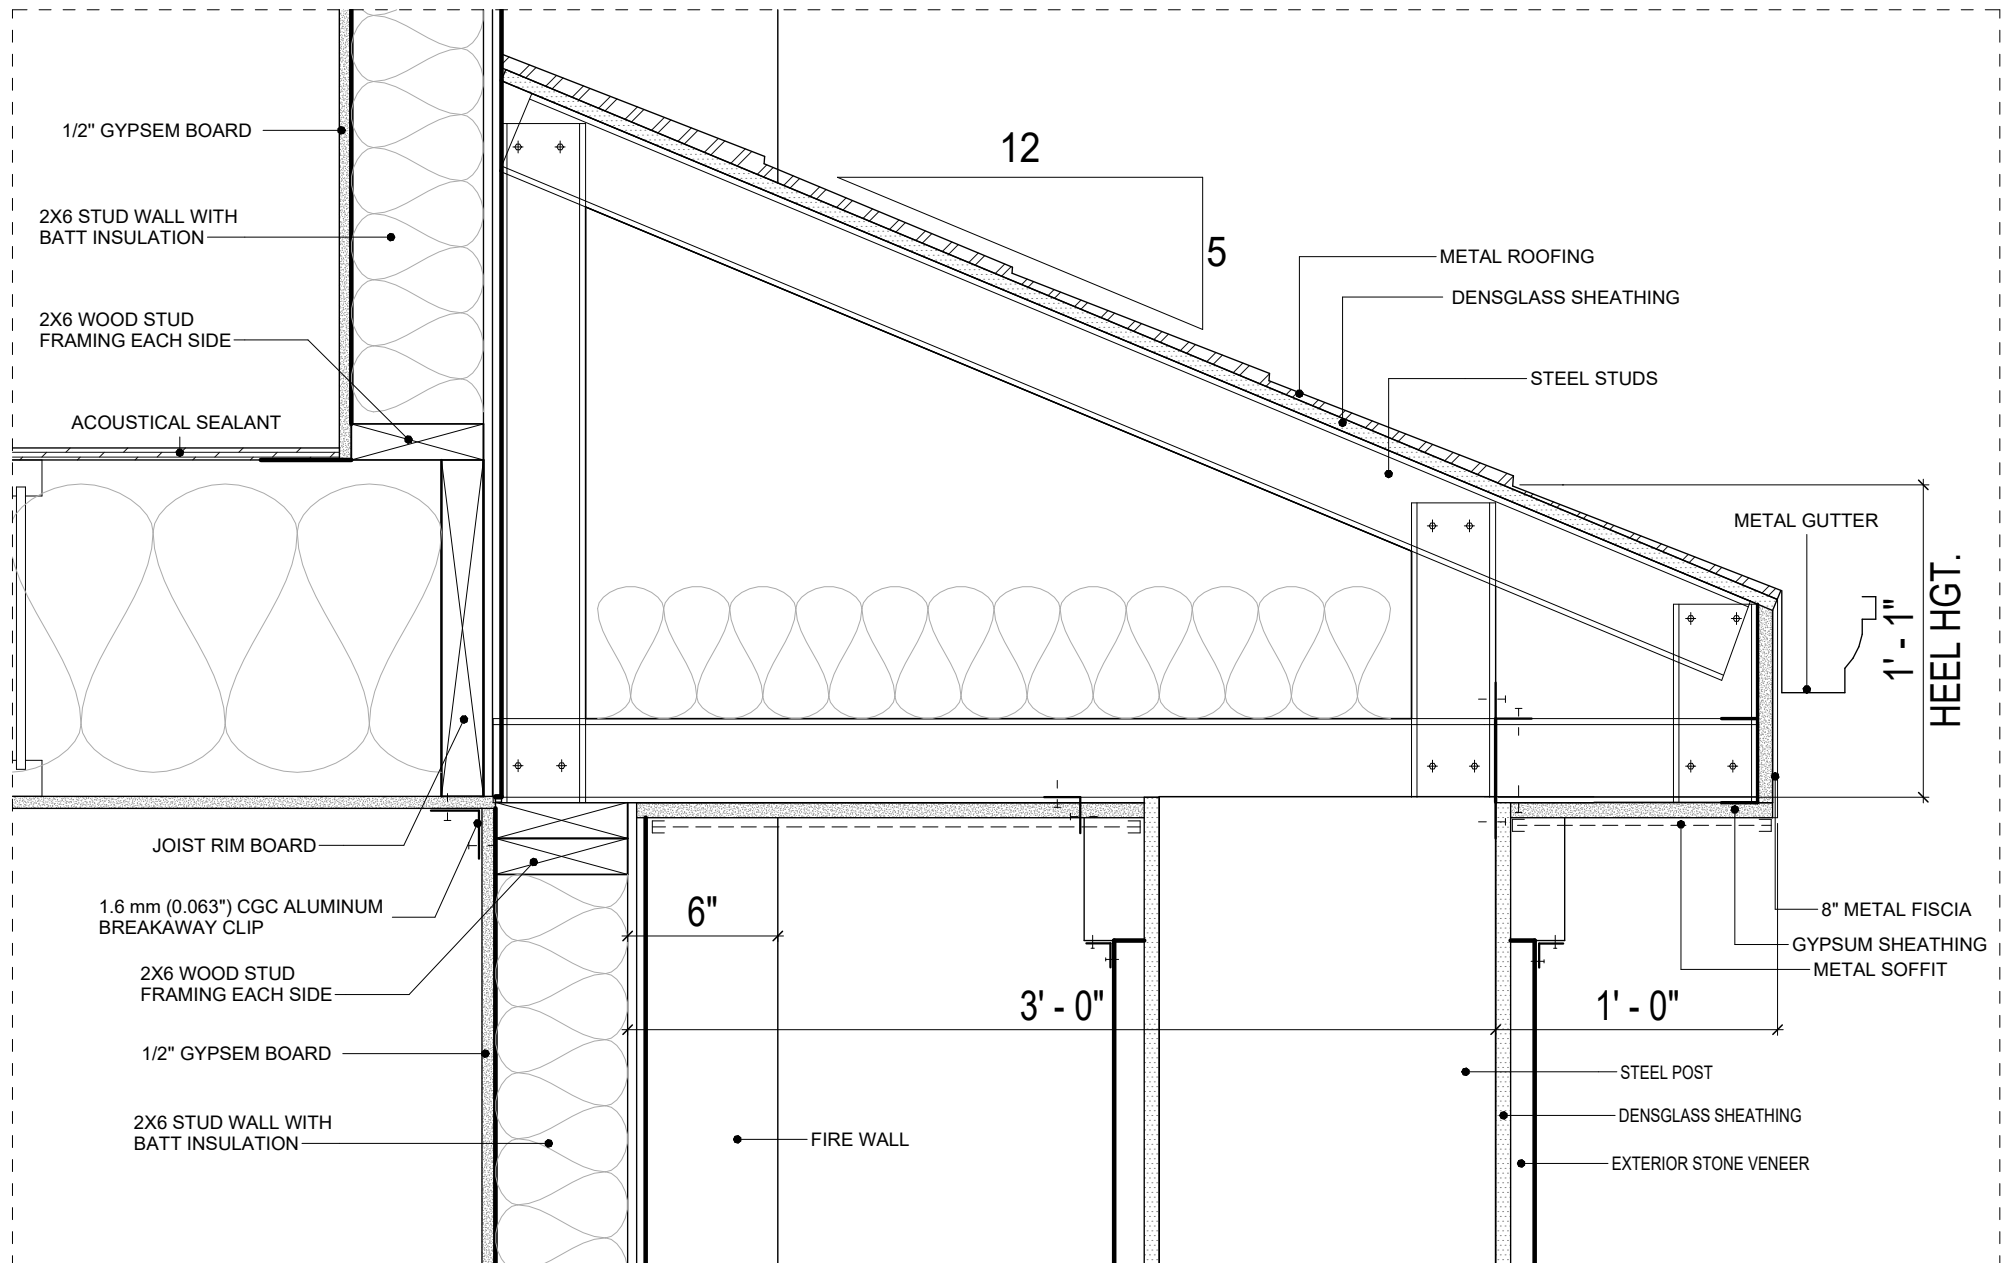 1/2" GYPSEM BOARD
2X6 STUD WALL WITH
BATT INSULATION
2X6 WOOD STUD
FRAMING EACH SIDE
ACOUSTICAL SEALANT
12
5
METAL ROOFING
DENSGLASS SHEATHING
STEEL STUDS
METAL GUTTER
1' - 1"
HEEL HGT.
JOIST RIM BOARD
1.6 mm (0.063") CGC ALUMINUM
BREAKAWAY CLIP
2X6 WOOD STUD
FRAMING EACH SIDE
1/2" GYPSEM BOARD
2X6 STUD WALL WITH
BATT INSULATION
6"
3' - 0"
1' - 0"
FIRE WALL
8" METAL FISCIA
GYPSUM SHEATHING
METAL SOFFIT
STEEL POST
DENSGLASS SHEATHING
EXTERIOR STONE VENEER